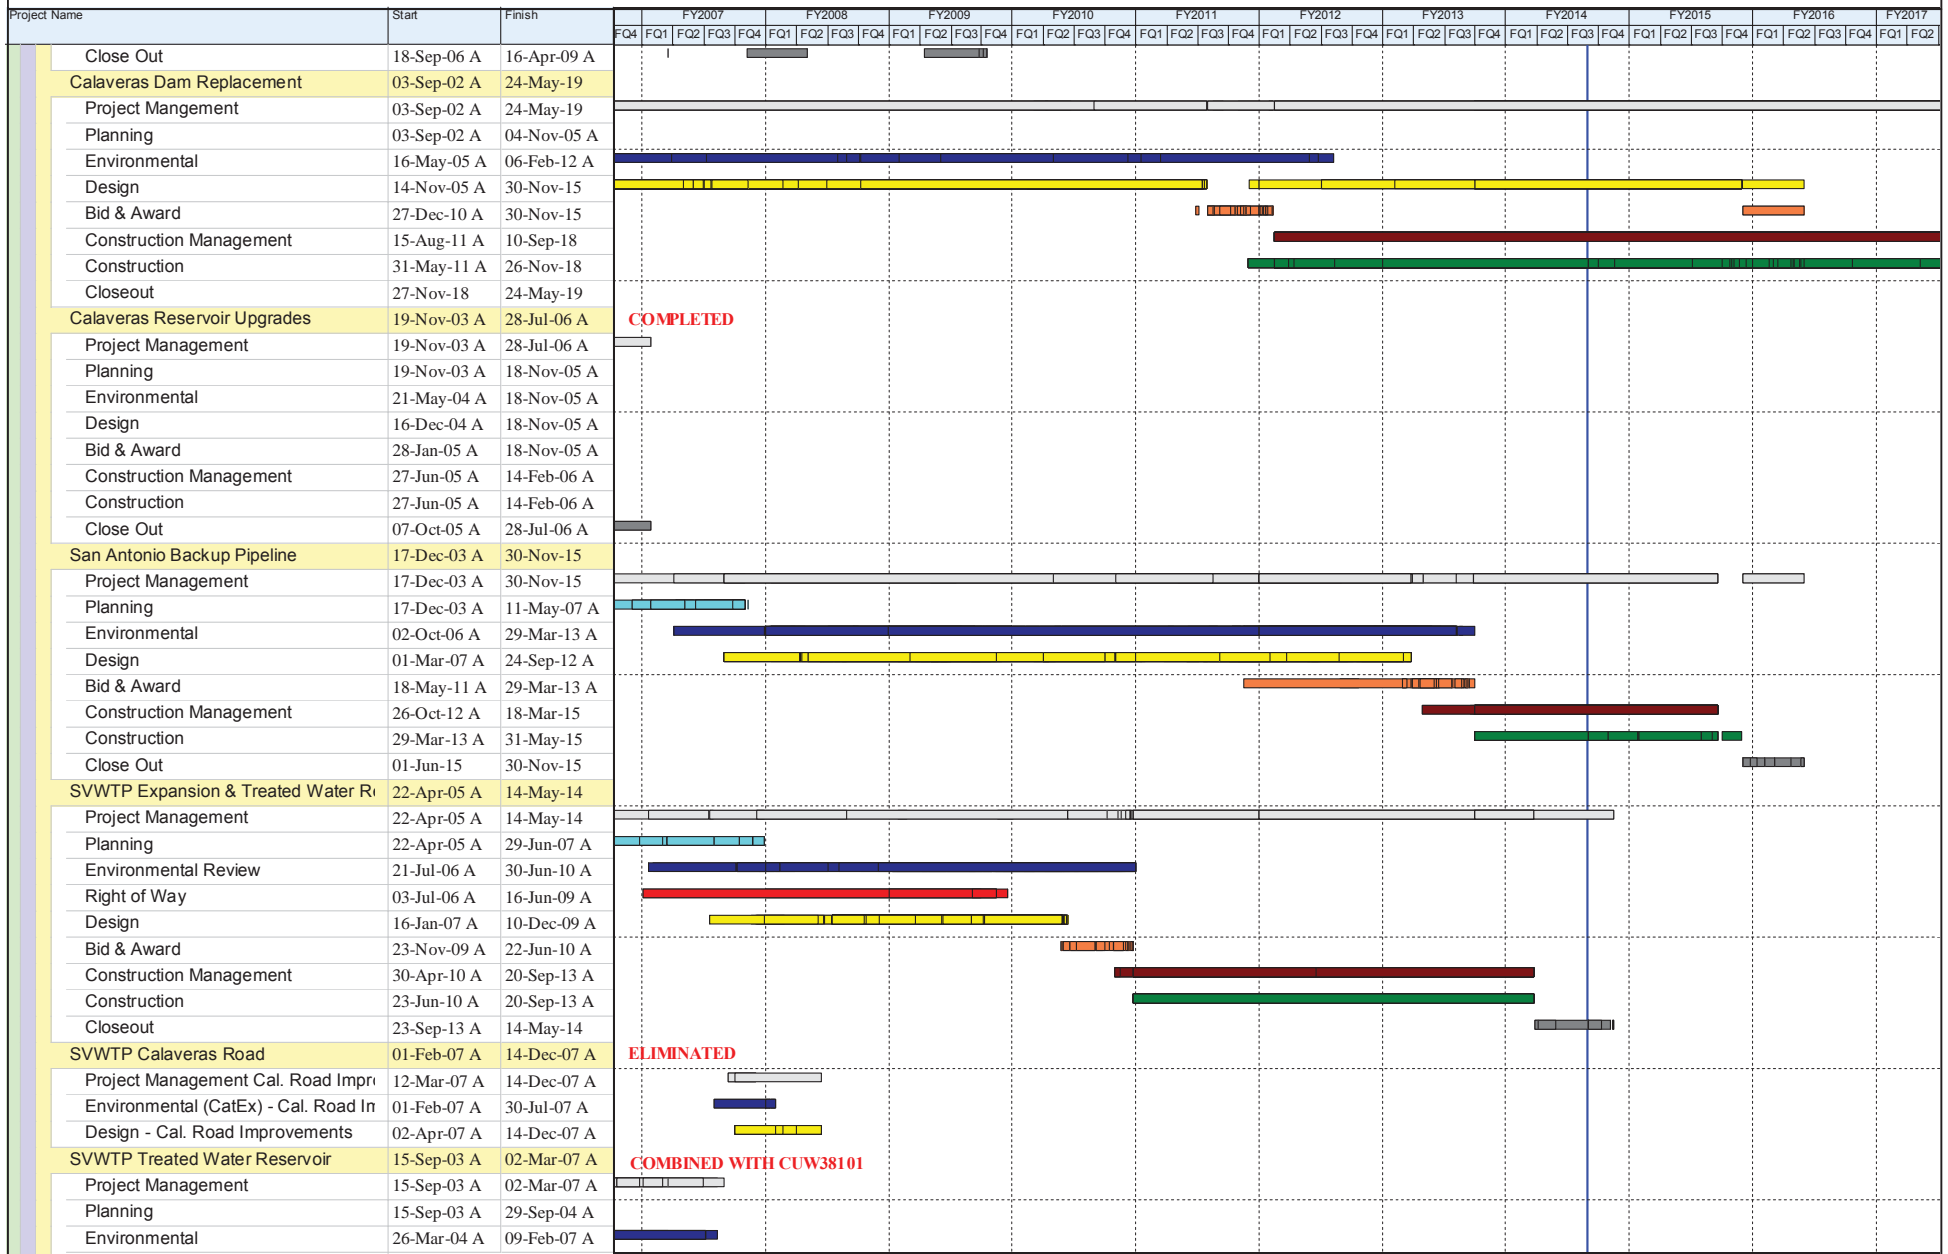 Project Name Start Finish FY2007 FY2008 FY2009 FY2010 FY2011 FY2012 FY2013 FY2014 FY2015 FY2016 FY2017
FQ4 FQ1 FQ2 FQ3 FQ4 FQ1 FQ2 FQ3 FQ4 FQ1 FQ2 FQ3 FQ4 FQ1 FQ2 FQ3 FQ4 FQ1 FQ2 FQ3 FQ4 FQ1 FQ2 FQ3 FQ4 FQ1 FQ2 FQ3 FQ4 FQ1 FQ2 FQ3 FQ4 FQ1 FQ2 FQ3 FQ4 FQ1 FQ2 FQ3 FQ4 FQ1 FQ2
Close Out 18-Sep-06 A 16-Apr-09 A
Calaveras Dam Replacement 03-Sep-02 A 24-May-19
Project Mangement 03-Sep-02 A 24-May-19
Planning 03-Sep-02 A 04-Nov-05 A
Environmental 16-May-05 A 06-Feb-12 A
Design 14-Nov-05 A 30-Nov-15
Bid & Award 27-Dec-10 A 30-Nov-15
Construction Management 15-Aug-11 A 10-Sep-18
Construction 31-May-11 A 26-Nov-18
Closeout 27-Nov-18 24-May-19
Calaveras Reservoir Upgrades 19-Nov-03 A 28-Jul-06 A COMPLETED
Project Management 19-Nov-03 A 28-Jul-06 A
Planning 19-Nov-03 A 18-Nov-05 A
Environmental 21-May-04 A 18-Nov-05 A
Design 16-Dec-04 A 18-Nov-05 A
Bid & Award 28-Jan-05 A 18-Nov-05 A
Construction Management 27-Jun-05 A 14-Feb-06 A
Construction 27-Jun-05 A 14-Feb-06 A
Close Out 07-Oct-05 A 28-Jul-06 A
San Antonio Backup Pipeline 17-Dec-03 A 30-Nov-15
Project Management 17-Dec-03 A 30-Nov-15
Planning 17-Dec-03 A 11-May-07 A
Environmental 02-Oct-06 A 29-Mar-13 A
Design 01-Mar-07 A 24-Sep-12 A
Bid & Award 18-May-11 A 29-Mar-13 A
Construction Management 26-Oct-12 A 18-Mar-15
Construction 29-Mar-13 A 31-May-15
Close Out 01-Jun-15 30-Nov-15
SVWTP Expansion & Treated Water R 22-Apr-05 A 14-May-14
Project Management 22-Apr-05 A 14-May-14
Planning 22-Apr-05 A 29-Jun-07 A
Environmental Review 21-Jul-06 A 30-Jun-10 A
Right of Way 03-Jul-06 A 16-Jun-09 A
Design 16-Jan-07 A 10-Dec-09 A
Bid & Award 23-Nov-09 A 22-Jun-10 A
Construction Management 30-Apr-10 A 20-Sep-13 A
Construction 23-Jun-10 A 20-Sep-13 A
Closeout 23-Sep-13 A 14-May-14
SVWTP Calaveras Road 01-Feb-07 A 14-Dec-07 A ELIMINATED
Project Management Cal. Road Impr 12-Mar-07 A 14-Dec-07 A
Environmental (CatEx) - Cal. Road Im 01-Feb-07 A 30-Jul-07 A
Design - Cal. Road Improvements 02-Apr-07 A 14-Dec-07 A
SVWTP Treated Water Reservoir 15-Sep-03 A 02-Mar-07 A COMBINED WITH CUW38101
Project Management 15-Sep-03 A 02-Mar-07 A
Planning 15-Sep-03 A 29-Sep-04 A
Environmental 26-Mar-04 A 09-Feb-07 A